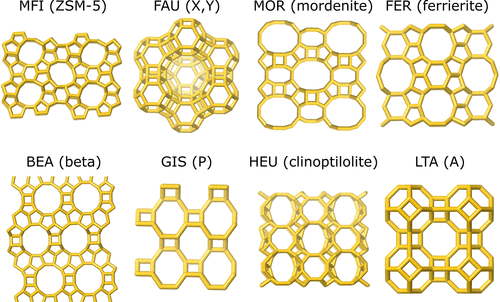 MFI (ZSM-5) FAU (X,Y) MOR (mordenite) FER (ferrierite)
BEA (beta) GIS (P) HEU (clinoptilolite) LTA (A)